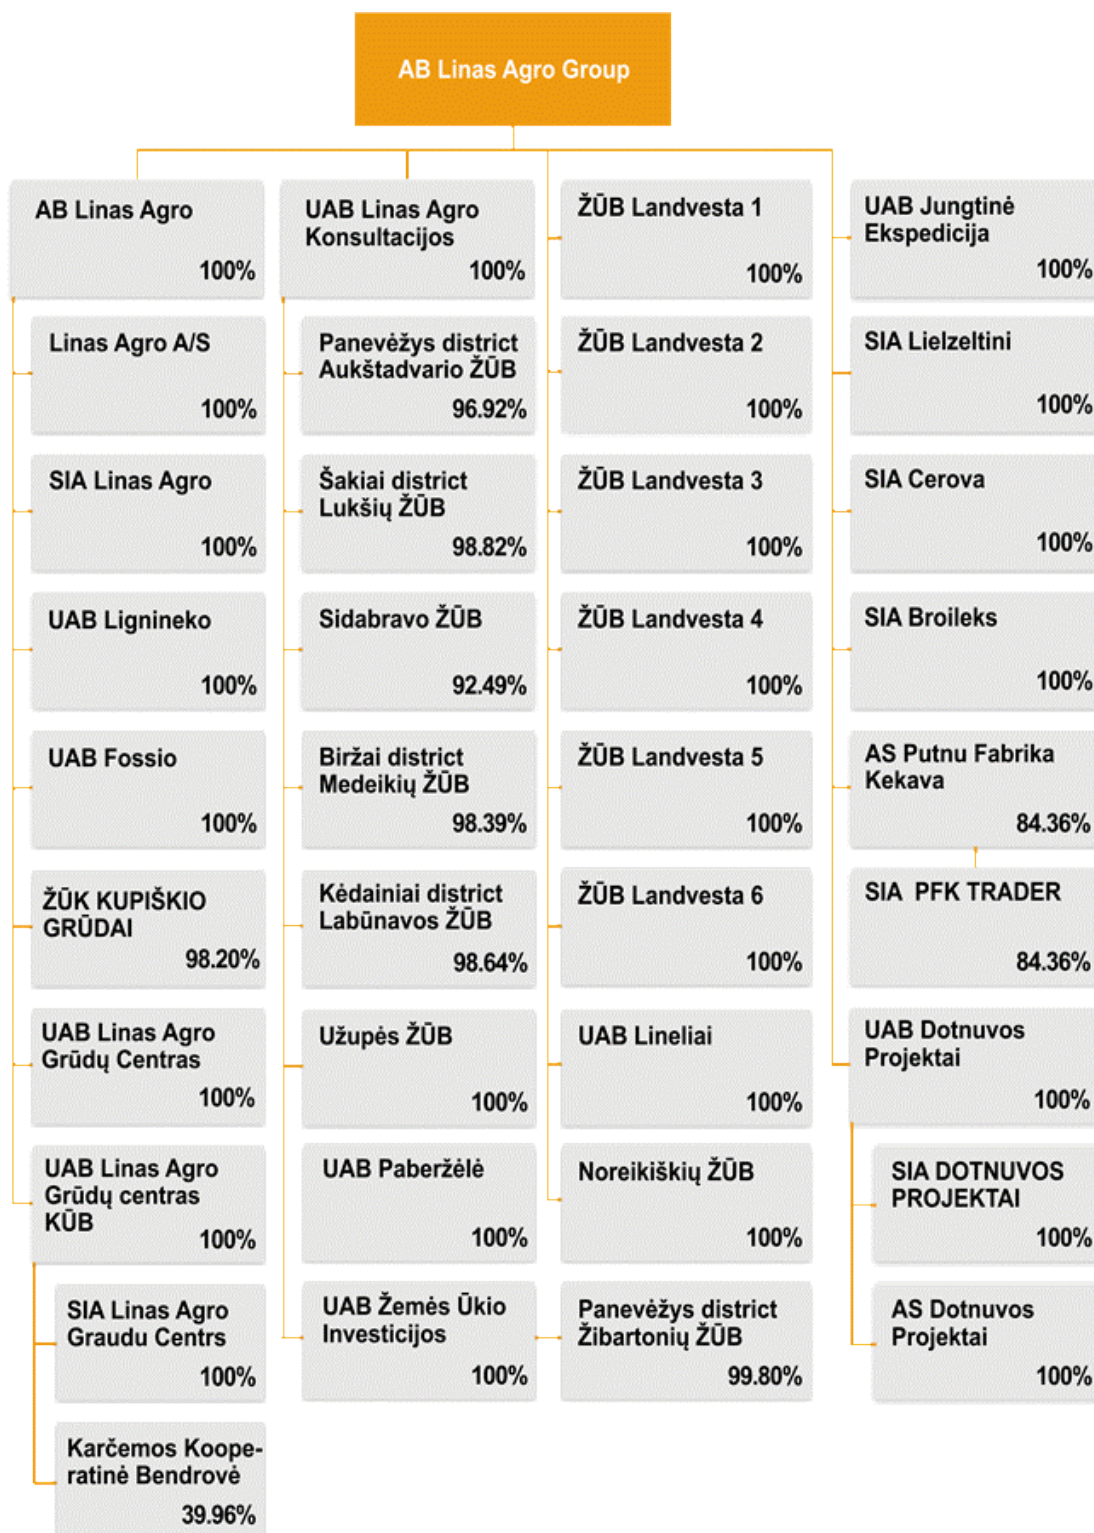 AB Linas Agro Group
AB Linas Agro
100%
Linas Agro A/S
100%
SIA Linas Agro
100%
UAB Lignineko
100%
UAB Fossio
100%
ŽŪK KUPIŠKIO
GRŪDAI
98.20%
UAB Linas Agro
Grūdų Centras
100%
UAB Linas Agro
Grūdų centras
KŪB
100%
SIA Linas Agro
Graudu Centrs
100%
Karčemos Koope-
ratinė Bendrovė
39.96%
UAB Linas Agro
Konsultacijos
100%
Panevėžys district
Aukštadvario ŽŪB
96.92%
Šakiai district
Lukšių ŽŪB
98.82%
Sidabravo ŽŪB
92.49%
Biržai district
Medeikių ŽŪB
98.39%
Kėdainiai district
Labūnavos ŽŪB
98.64%
Užupės ŽŪB
100%
UAB Paberžėlė
100%
UAB Žemės Ūkio
Investicijos
100%
ŽŪB Landvesta 1
100%
ŽŪB Landvesta 2
100%
ŽŪB Landvesta 3
100%
ŽŪB Landvesta 4
100%
ŽŪB Landvesta 5
100%
ŽŪB Landvesta 6
100%
UAB Lineliai
100%
Noreikiškių ŽŪB
100%
Panevėžys district
Žibartonių ŽŪB
99.80%
UAB Jungtinė
Ekspedicija
100%
SIA Lielzeltini
100%
SIA Cerova
100%
SIA Broileks
100%
AS Putnu Fabrika
Kekava
84.36%
SIA PFK TRADER
84.36%
UAB Dotnuvos
Projektai
100%
SIA DOTNUVOS
PROJEKTAI
100%
AS Dotnuvos
Projektai
100%